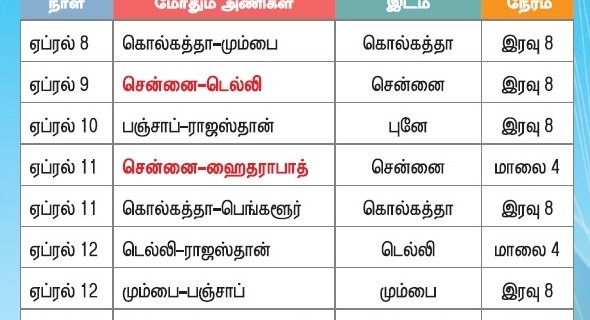 நாள் மோதும் அணிகள் இடம் நேரம்
ஏப்ரல் 8 கொல்கத்தா–மும்பை கொல்கத்தா இரவு 8
ஏப்ரல் 9 சென்னை–டெல்லி சென்னை இரவு 8
ஏப்ரல் 10 பஞ்சாப்–ராஜஸ்தான் புனே இரவு 8
ஏப்ரல் 11 சென்னை–ஹைதராபாத் சென்னை மாலை 4
ஏப்ரல் 11 கொல்கத்தா–பெங்களூர் கொல்கத்தா இரவு 8
ஏப்ரல் 12 டெல்லி–ராஜஸ்தான் டெல்லி மாலை 4
ஏப்ரல் 12 மும்பை–பஞ்சாப் மும்பை இரவு 8